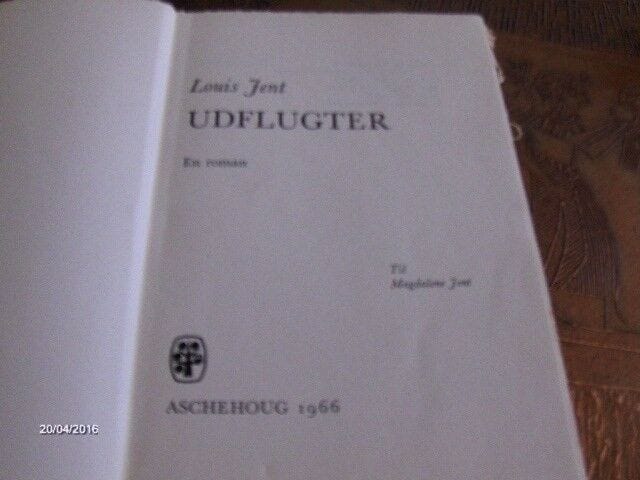 Louis Jent
UDFLUGTER
En roman
Til
Magdalene Jent
ASCHEHOUG 1966
20/04/2016